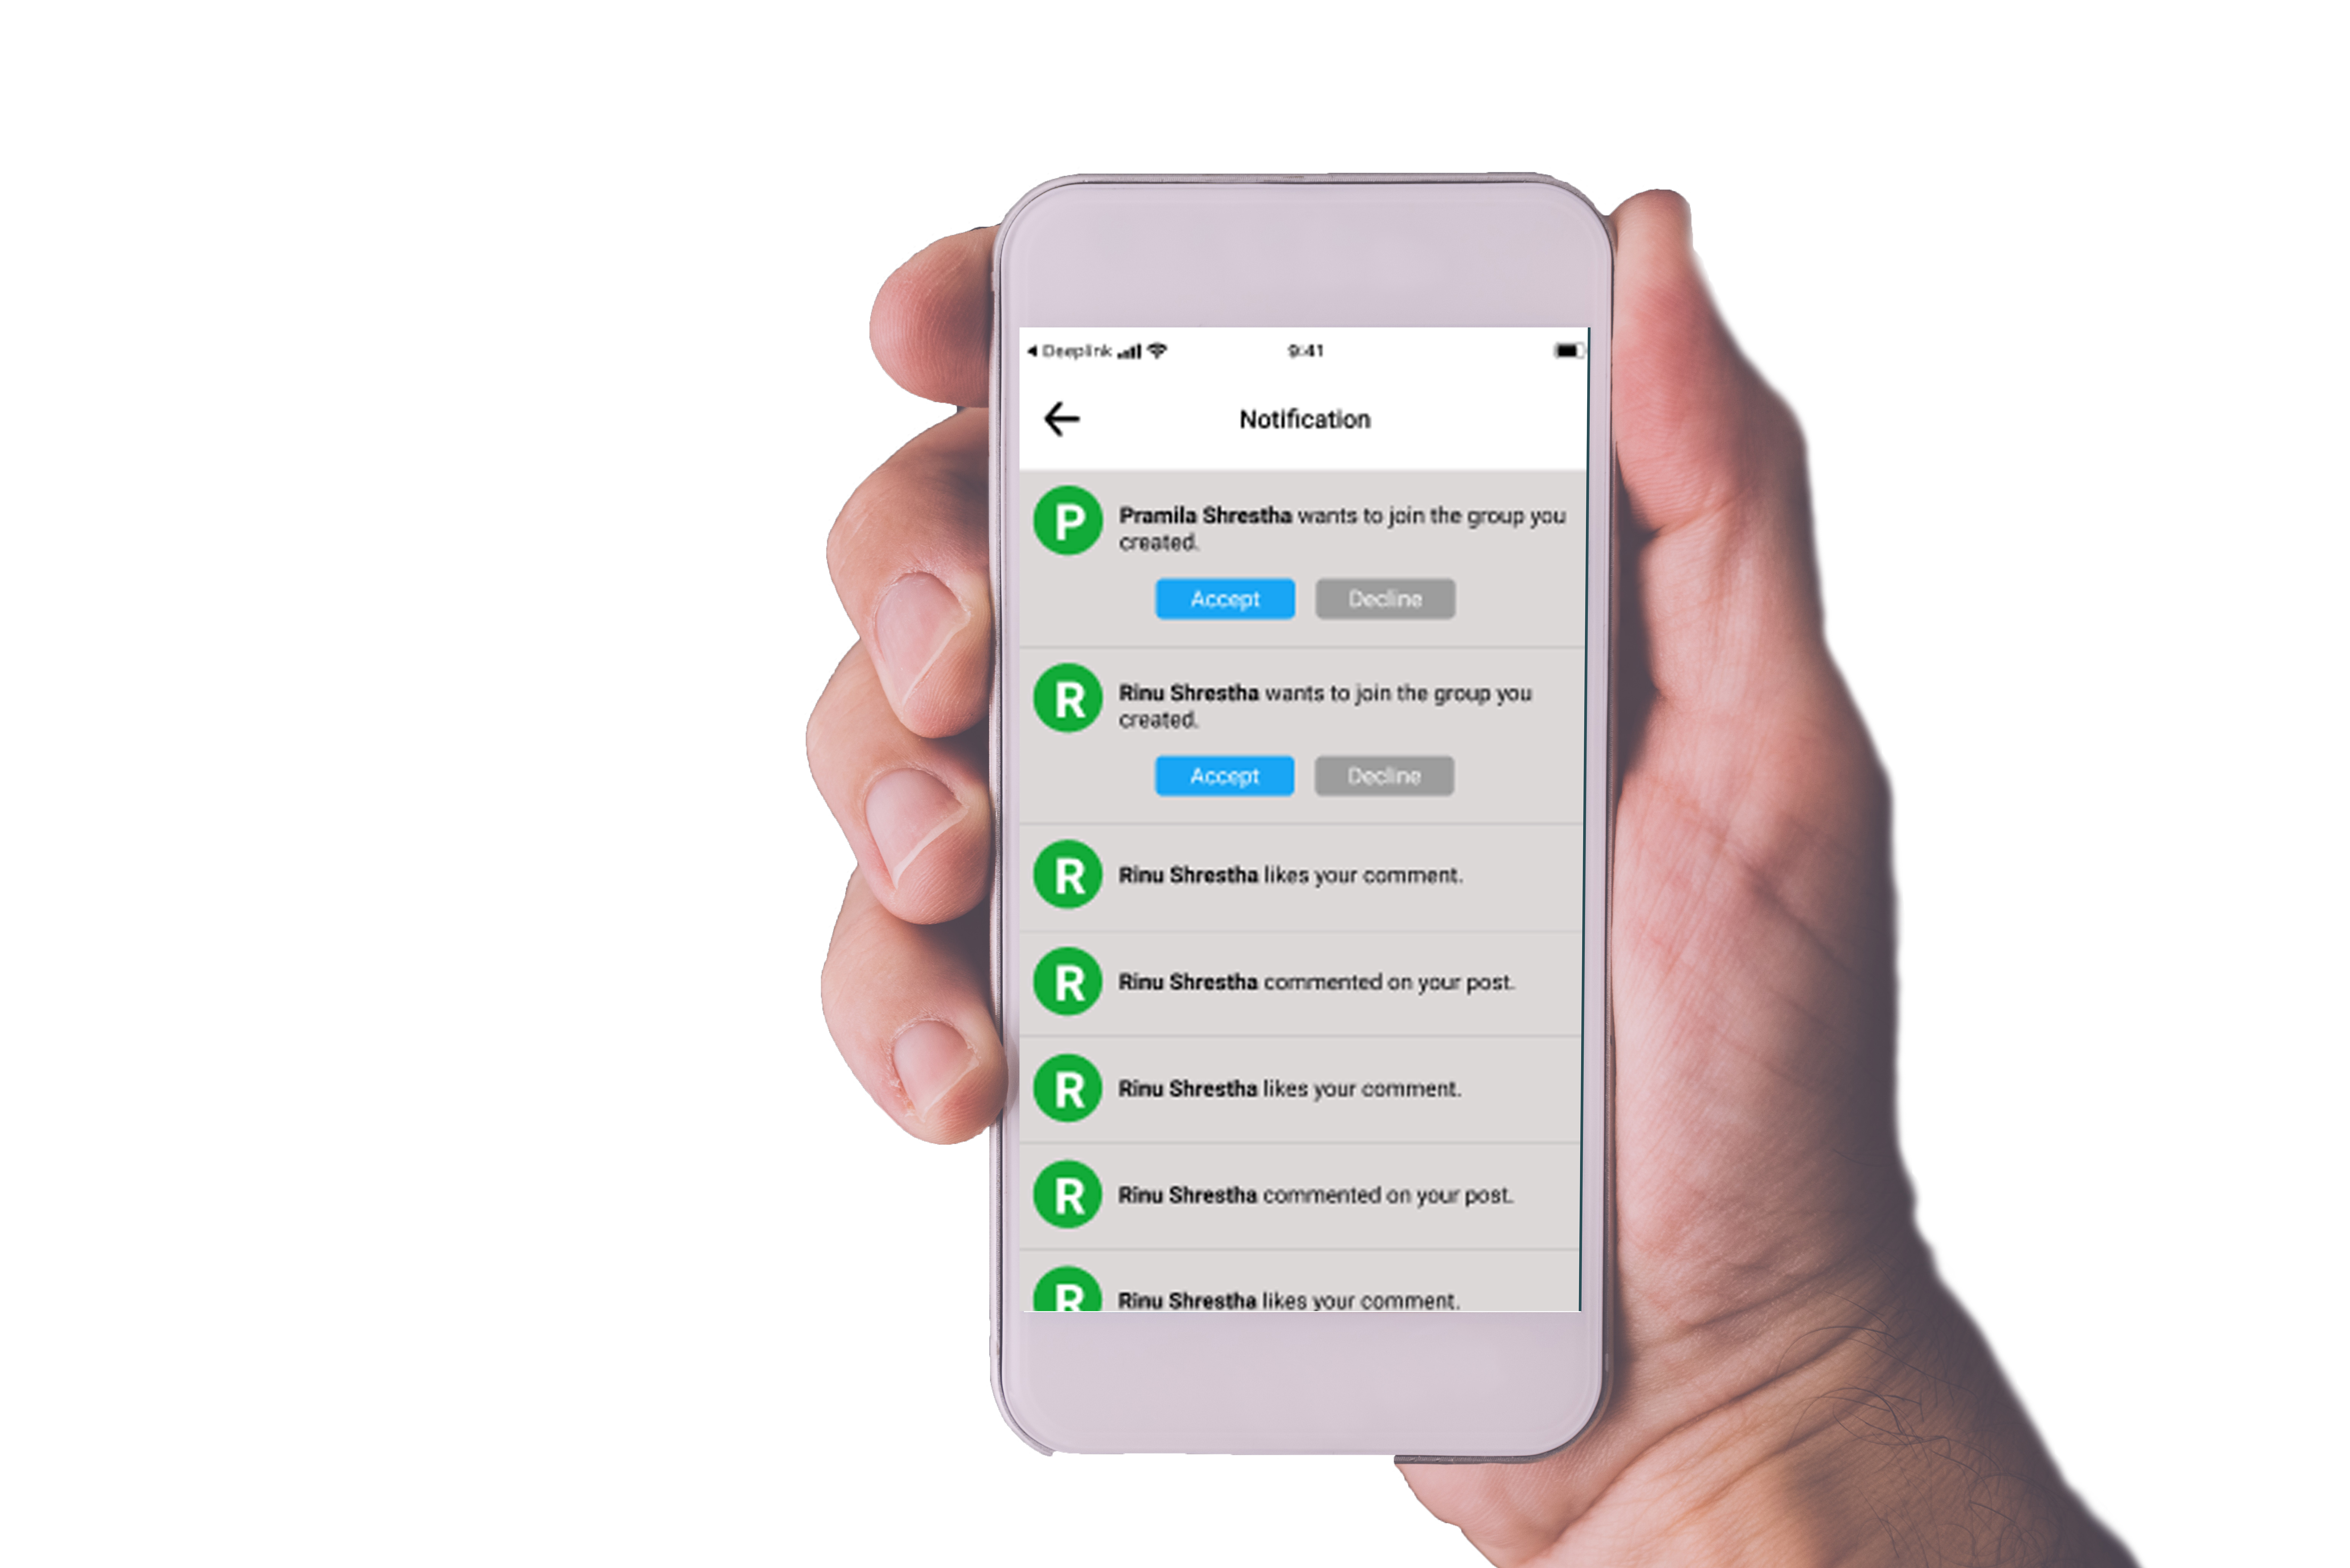 Deeplink 9:41
Notification
P
Pramila Shrestha wants to join the group you
created.
Accept Decline
R
Rinu Shrestha wants to join the group you
created.
Accept Decline
R
Rinu Shrestha likes your comment.
R
Rinu Shrestha commented on your post.
R
Rinu Shrestha likes your comment.
R
Rinu Shrestha commented on your post.
R
Rinu Shrestha likes your comment.